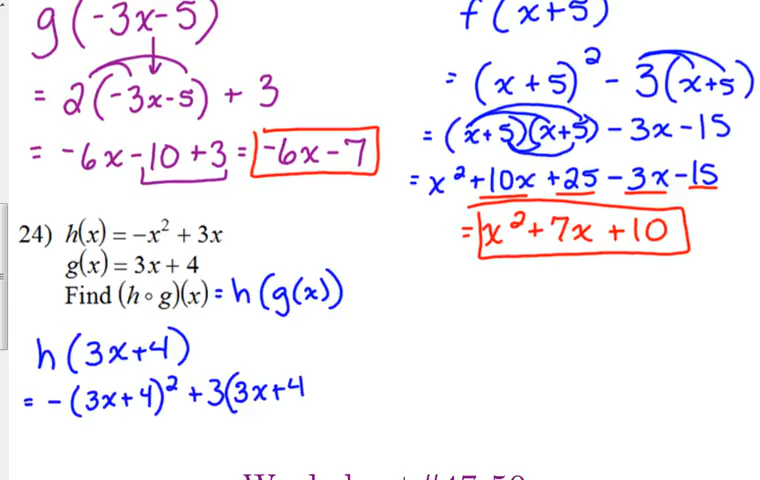 g(-3x-5)
= 2(-3x-5) + 3
= -6x-10+3 = -6x-7
f(x+5)
= (x+5)² - 3(x+5)
= (x+5)(x+5) - 3x - 15
= x² + 10x + 25 - 3x - 15
= x² + 7x + 10
24) h(x) = -x² + 3x
g(x) = 3x + 4
Find (h ∘ g)(x) = h(g(x))
h(3x+4)
= -(3x+4)² + 3(3x+4